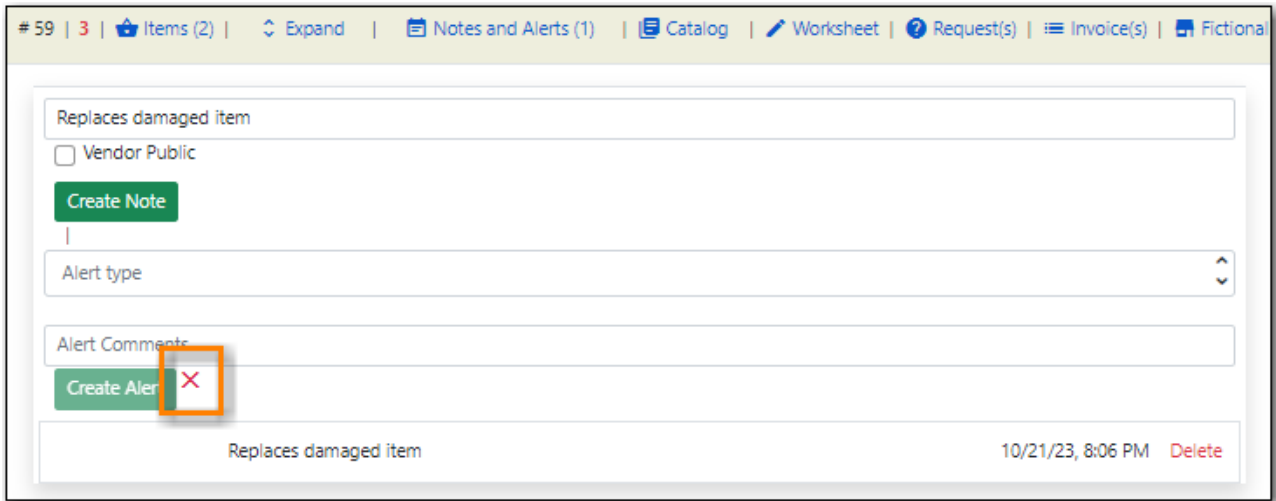 # 59 | 3 | Items (2) | Expand | Notes and Alerts (1) | Catalog | Worksheet | Request(s) | Invoice(s) | Fictional
Replaces damaged item
Vendor Public
Create Note
|
Alert type
Alert Comments
Create Aler
Replaces damaged item 10/21/23, 8:06 PM Delete